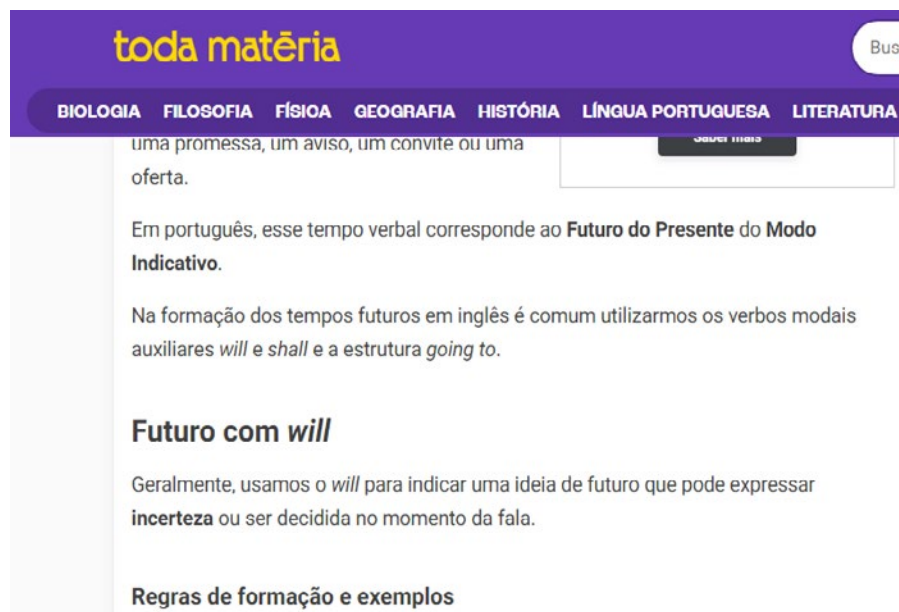 toda matéria
Bus
BIOLOGIA FILOSOFIA FÍSICA GEOGRAFIA HISTÓRIA LÍNGUA PORTUGUESA LITERATURA
uma promessa, um aviso, um convite ou uma
oferta.
Saber mais
Em português, esse tempo verbal corresponde ao Futuro do Presente do Modo
Indicativo.
Na formação dos tempos futuros em inglês é comum utilizarmos os verbos modais
auxiliares will e shall e a estrutura going to.
Futuro com will
Geralmente, usamos o will para indicar uma ideia de futuro que pode expressar
incerteza ou ser decidida no momento da fala.
Regras de formação e exemplos